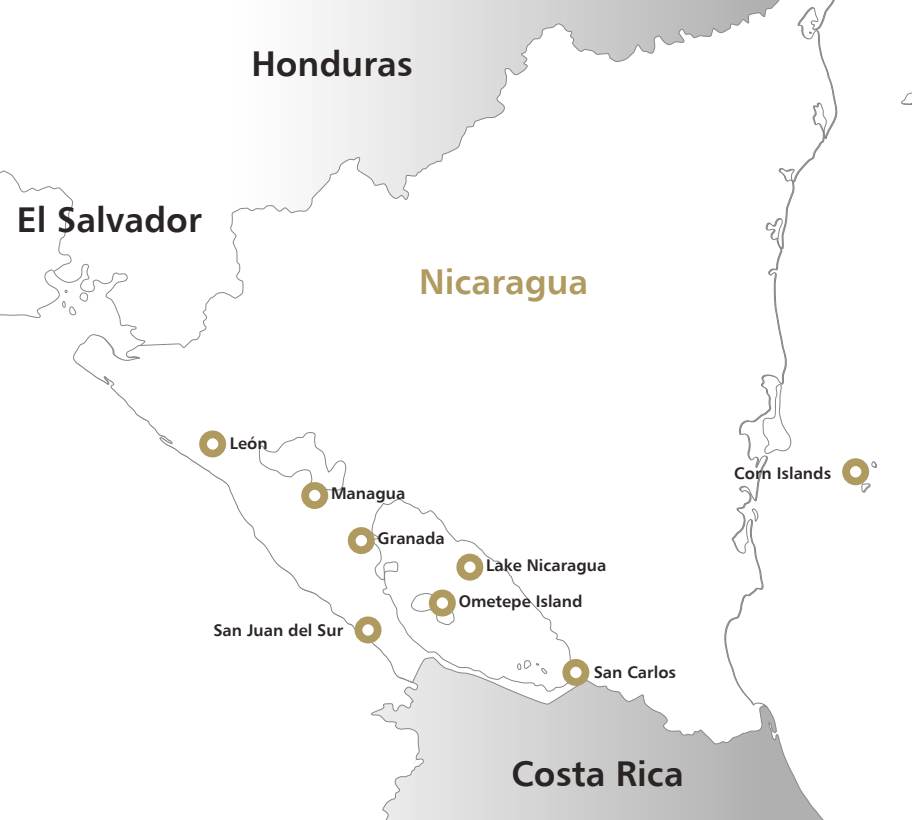 Honduras
El Salvador
Nicaragua
León
Corn Islands
Managua
Granada
Lake Nicaragua
Ometepe Island
San Juan del Sur
San Carlos
Costa Rica